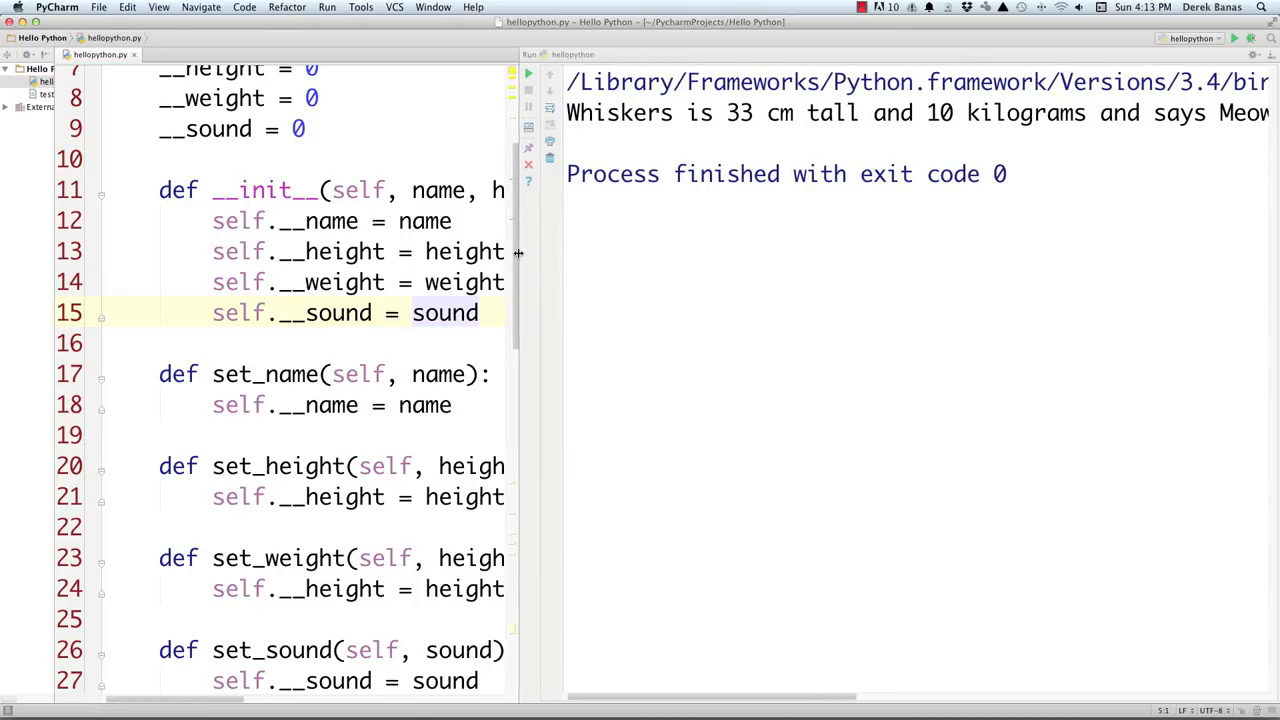 PyCharm File Edit View Navigate Code Refactor Run Tools VCS Window Help 10 Sun 4:13 PM Derek Banas
hellopython.py – Hello Python – [~/PycharmProjects/Hello Python]
Hello Python hellopython.py hellopython
hellopython.py Run hellopython
Hello P
hell
test
Extern
7 __height = 0
8 __weight = 0
9 __sound = 0
10
11 def __init__(self, name, h
12 self.__name = name
13 self.__height = height
14 self.__weight = weight
15 self.__sound = sound
16
17 def set_name(self, name):
18 self.__name = name
19
20 def set_height(self, heigh
21 self.__height = height
22
23 def set_weight(self, heigh
24 self.__height = height
25
26 def set_sound(self, sound)
27 self.__sound = sound
/Library/Frameworks/Python.framework/Versions/3.4/bin
Whiskers is 33 cm tall and 10 kilograms and says Meow
Process finished with exit code 0
5:1 LF UTF-8